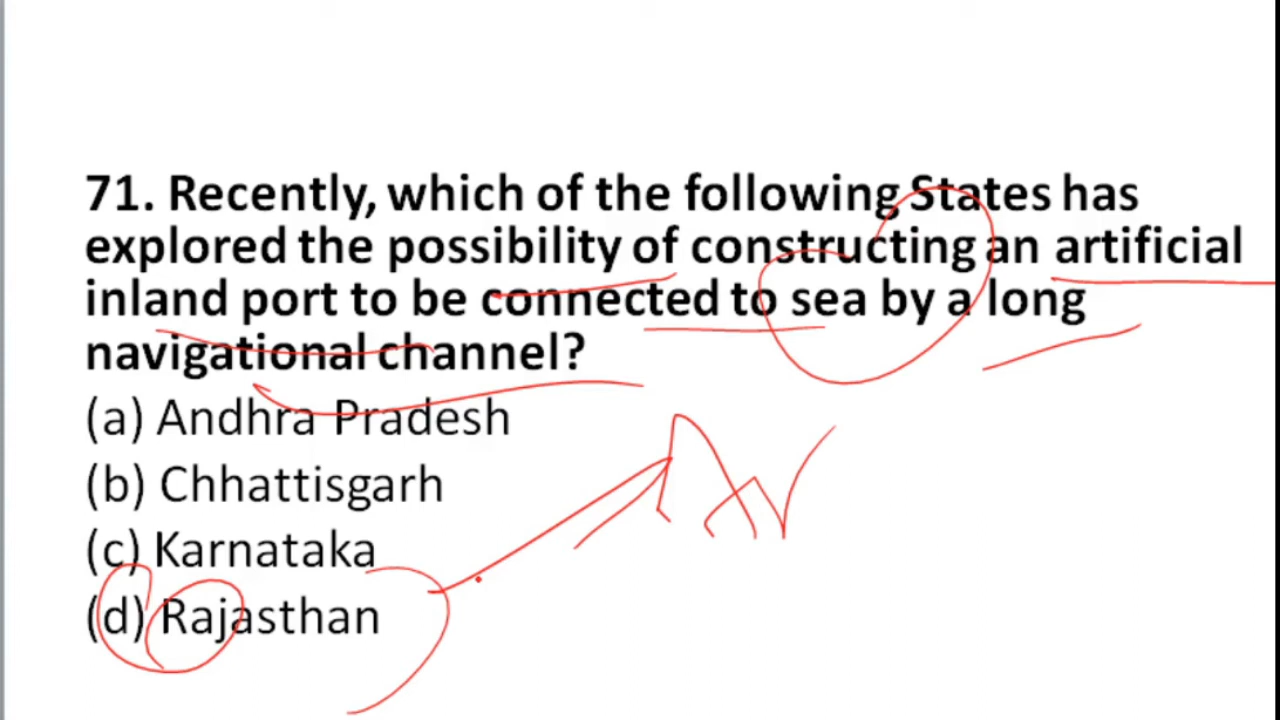 71. Recently, which of the following States has
explored the possibility of constructing an artificial
inland port to be connected to sea by a long
navigational channel?
(a) Andhra Pradesh
(b) Chhattisgarh
(c) Karnataka
(d) Rajasthan